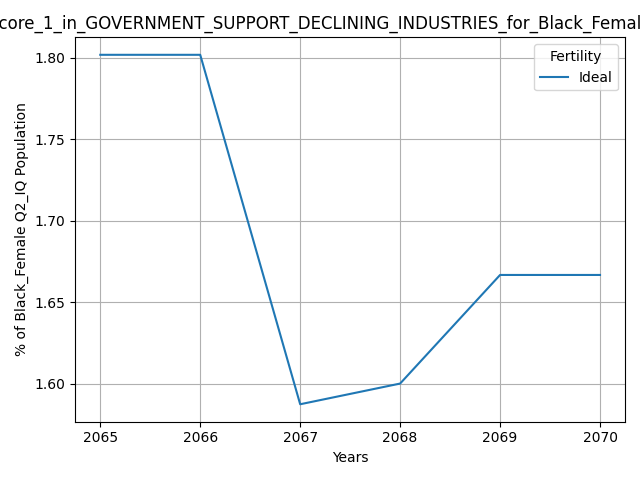 core_1_in_GOVERNMENT_SUPPORT_DECLINING_INDUSTRIES_for_Black_Femal
Fertility
Ideal
1.80
1.75
1.70
1.65
1.60
% of Black_Female Q2_IQ Population
2065 2066 2067 2068 2069 2070
Years